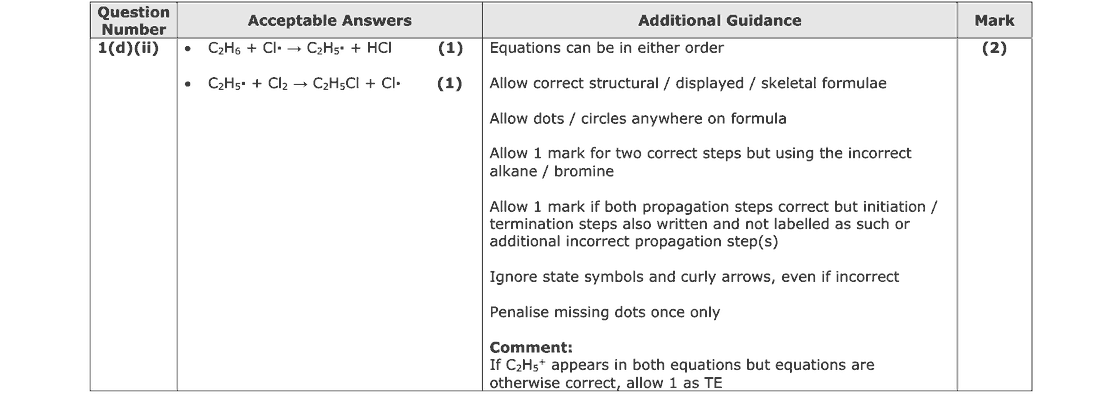 Question Number Acceptable Answers Additional Guidance Mark
1(d)(ii) • C₂H₆ + Cl• → C₂H₅• + HCl (1) Equations can be in either order (2)
• C₂H₅• + Cl₂ → C₂H₅Cl + Cl• (1) Allow correct structural / displayed / skeletal formulae
Allow dots / circles anywhere on formula
Allow 1 mark for two correct steps but using the incorrect
alkane / bromine
Allow 1 mark if both propagation steps correct but initiation /
termination steps also written and not labelled as such or
additional incorrect propagation step(s)
Ignore state symbols and curly arrows, even if incorrect
Penalise missing dots once only
Comment:
If C₂H₅⁺ appears in both equations but equations are
otherwise correct, allow 1 as TE